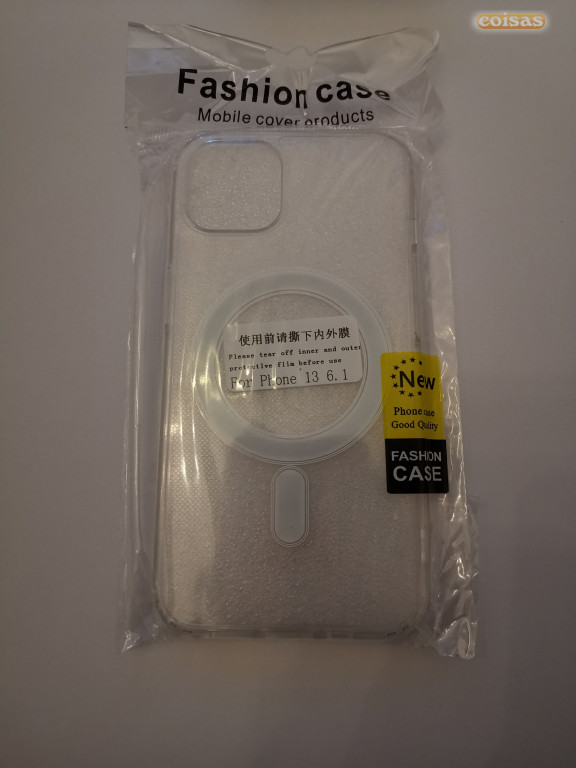 coisas
Fashion case
Mobile cover products
使用前请撕下内外膜
Please tear off inner and outer
protective film before use
For Phone 13 6.1
New
Phone case
Good Quality
FASHION
CASE